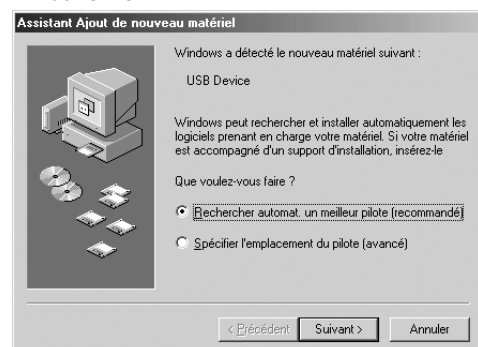 Assistant Ajout de nouveau matériel
Windows a détecté le nouveau matériel suivant :
USB Device
Windows peut rechercher et installer automatiquement les
logiciels prenant en charge votre matériel. Si votre matériel
est accompagné d'un support d'installation, insérez-le
Que voulez-vous faire ?
Rechercher automat. un meilleur pilote (recommandé)
Spécifier l'emplacement du pilote (avancé)
< Précédent Suivant > Annuler